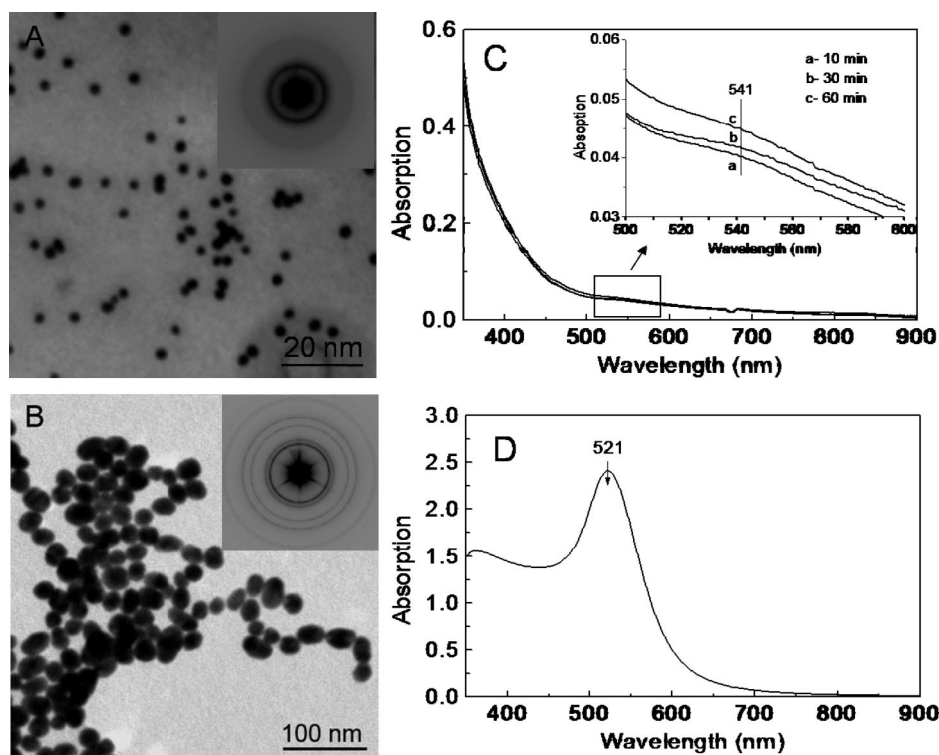 A
20 nm
C
0.6
0.4
0.2
0.0
Absorption
400 500 600 700 800 900
Wavelength (nm)
0.06
0.05
0.04
0.03
Absoption
500 520 540 560 580 600
Wavelength (nm)
a- 10 min
b- 30 min
c- 60 min
541
c
b
a
B
100 nm
D
3.0
2.5
2.0
1.5
1.0
0.5
0.0
Absorption
521
400 500 600 700 800 900
Wavelength (nm)